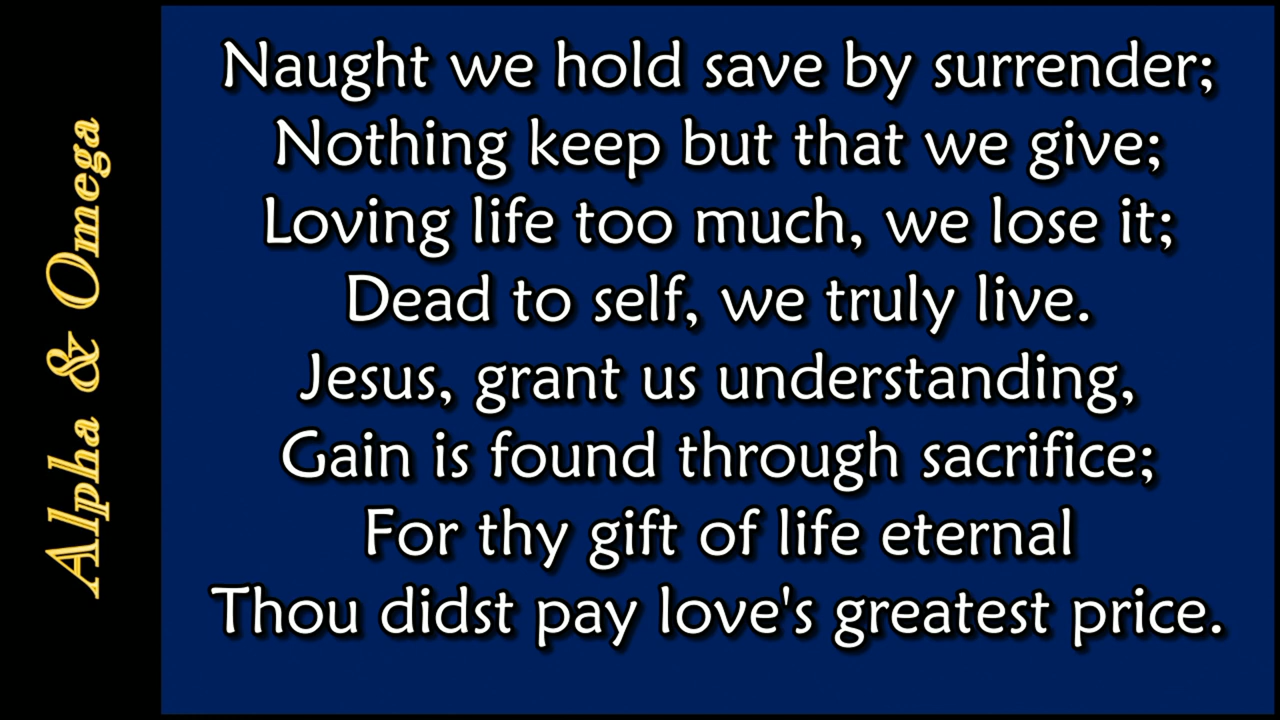 Alpha & Omega
Naught we hold save by surrender;
Nothing keep but that we give;
Loving life too much, we lose it;
Dead to self, we truly live.
Jesus, grant us understanding,
Gain is found through sacrifice;
For thy gift of life eternal
Thou didst pay love's greatest price.